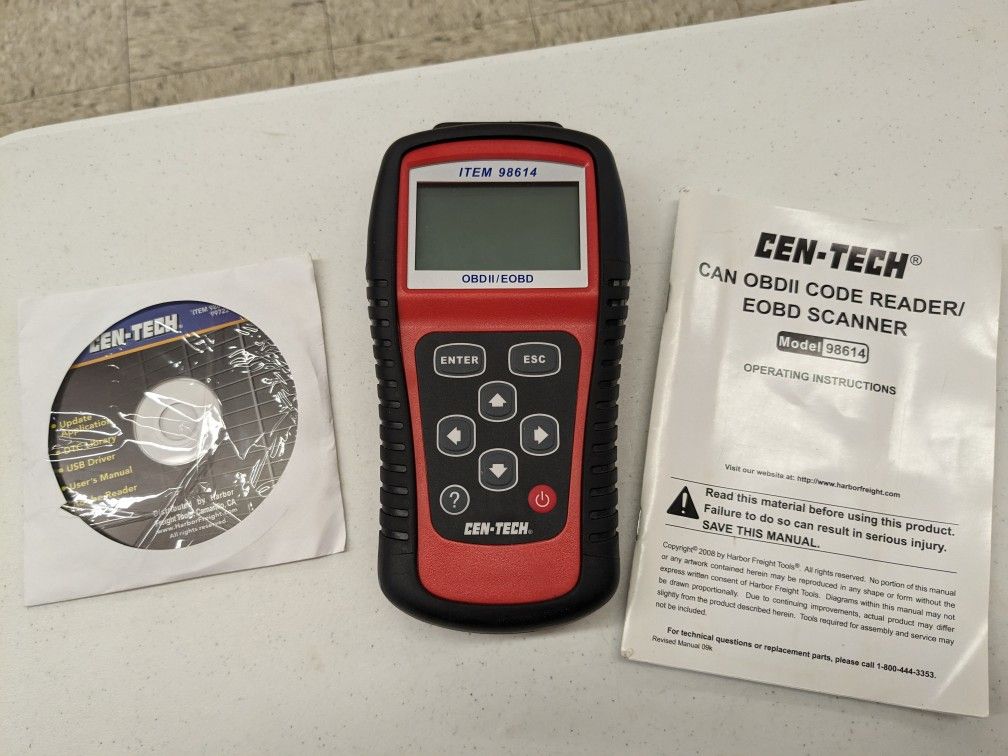 CEN-TECH®
ITEM
Update
Application
DTC Library
USB Driver
User's Manual
Reader
Distributed by Harbor
Freight Tools, Camarillo, CA
www.HarborFreight.Com
All rights reserved.
ITEM 98614
OBDII/EOBD
ENTER
ESC
?
CEN-TECH®
CEN-TECH®
CAN OBDII CODE READER/
EOBD SCANNER
Model 98614
OPERATING INSTRUCTIONS
Visit our website at: http://www.harborfreight.com
Read this material before using this product.
Failure to do so can result in serious injury.
SAVE THIS MANUAL.
Copyright© 2008 by Harbor Freight Tools®. All rights reserved. No portion of this manual
or any artwork contained herein may be reproduced in any shape or form without the
express written consent of Harbor Freight Tools. Diagrams within this manual may not
be drawn proportionally. Due to continuing improvements, actual product may differ
slightly from the product described herein. Tools required for assembly and service may
not be included.
For technical questions or replacement parts, please call 1-800-444-3353.
Revised Manual 09k